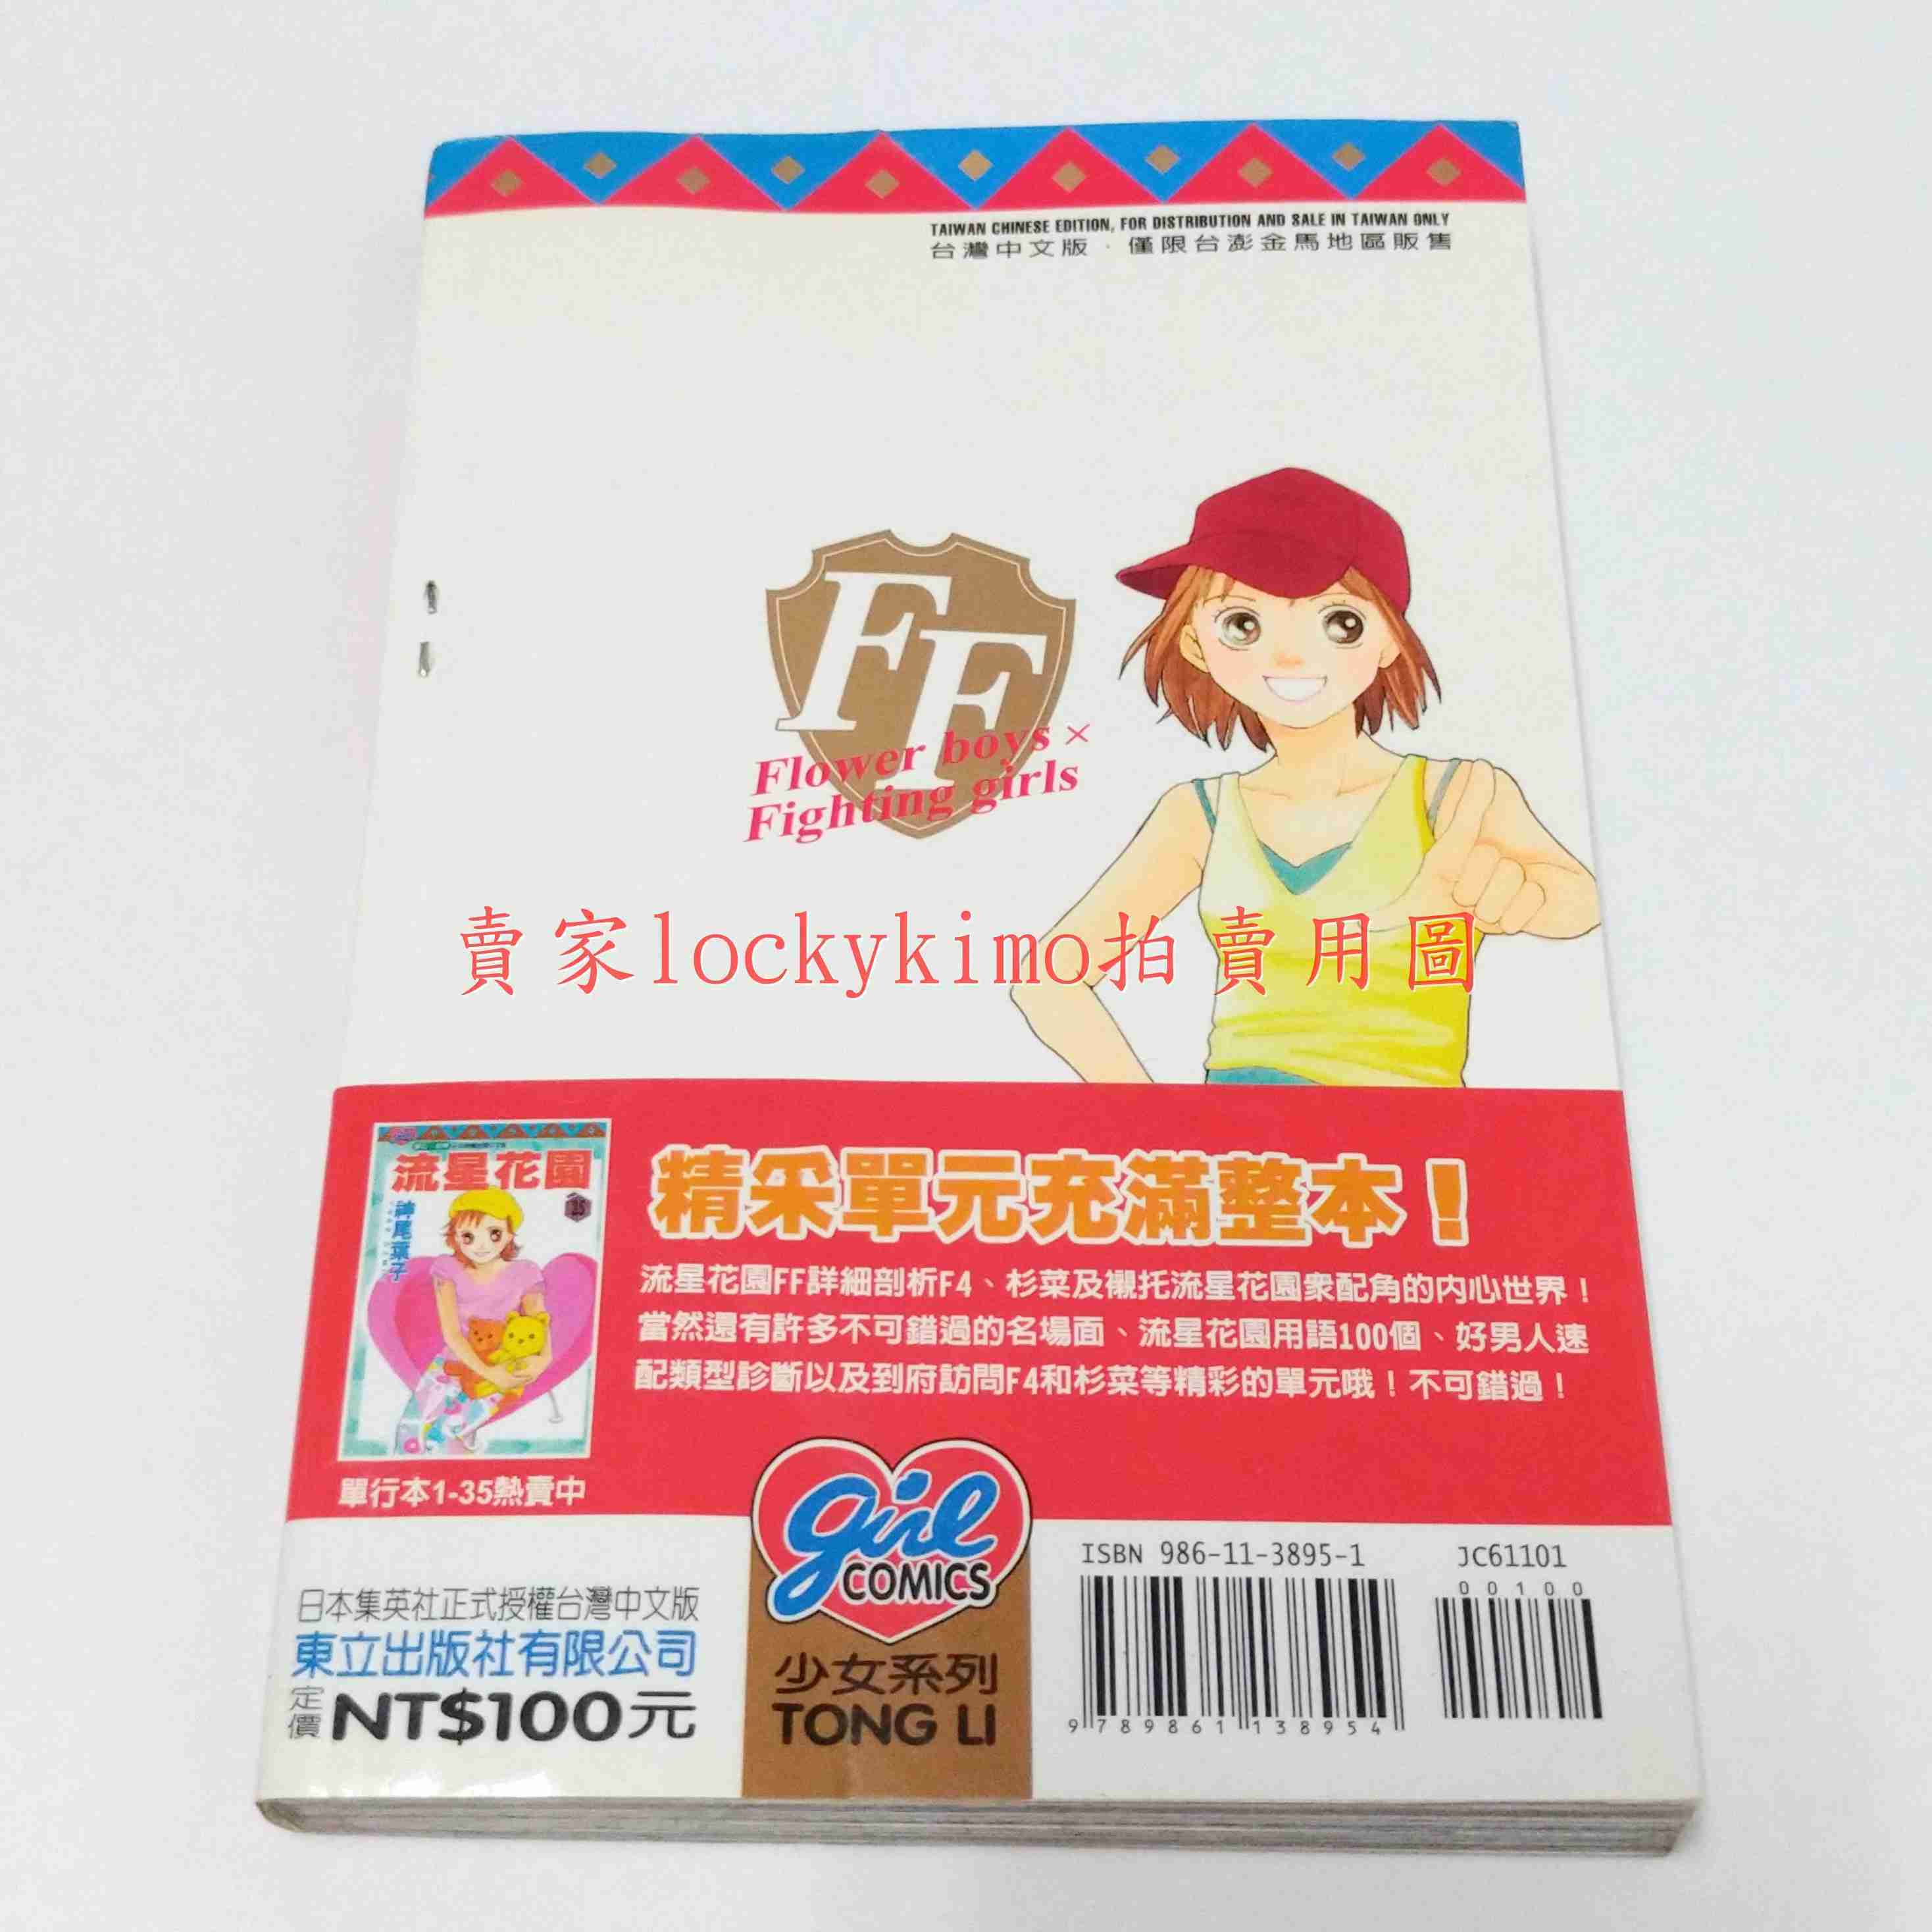 TAIWAN CHINESE EDITION, FOR DISTRIBUTION AND SALE IN TAIWAN ONLY
台灣中文版．僅限台澎金馬地區販售
FF
Flower boys ×
Fighting girls
賣家lockykimo拍賣用圖
流星花園
35
神尾葉子
單行本1-35熱賣中
精采單元充滿整本！
流星花園FF詳細剖析F4、杉菜及襯托流星花園衆配角的內心世界！
當然還有許多不可錯過的名場面、流星花園用語100個、好男人速
配類型診斷以及到府訪問F4和杉菜等精彩的單元哦！不可錯過！
日本集英社正式授權台灣中文版
東立出版社有限公司
定價NT$100元
girl
COMICS
少女系列
TONG LI
ISBN 986-11-3895-1
9789861138954
JC61101
00100